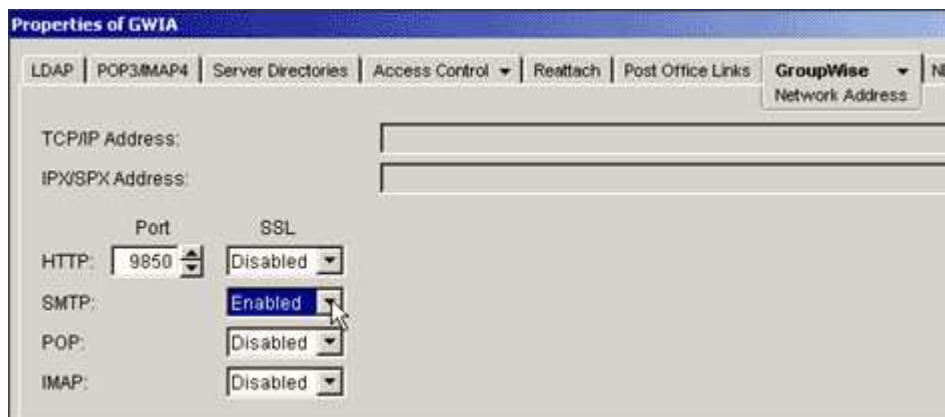 Properties of GWIA
LDAP POP3/IMAP4 Server Directories Access Control Reattach Post Office Links GroupWise
Network Address
TCP/IP Address:
IPX/SPX Address:
Port SSL
HTTP: 9850 Disabled
SMTP: Enabled
POP: Disabled
IMAP: Disabled